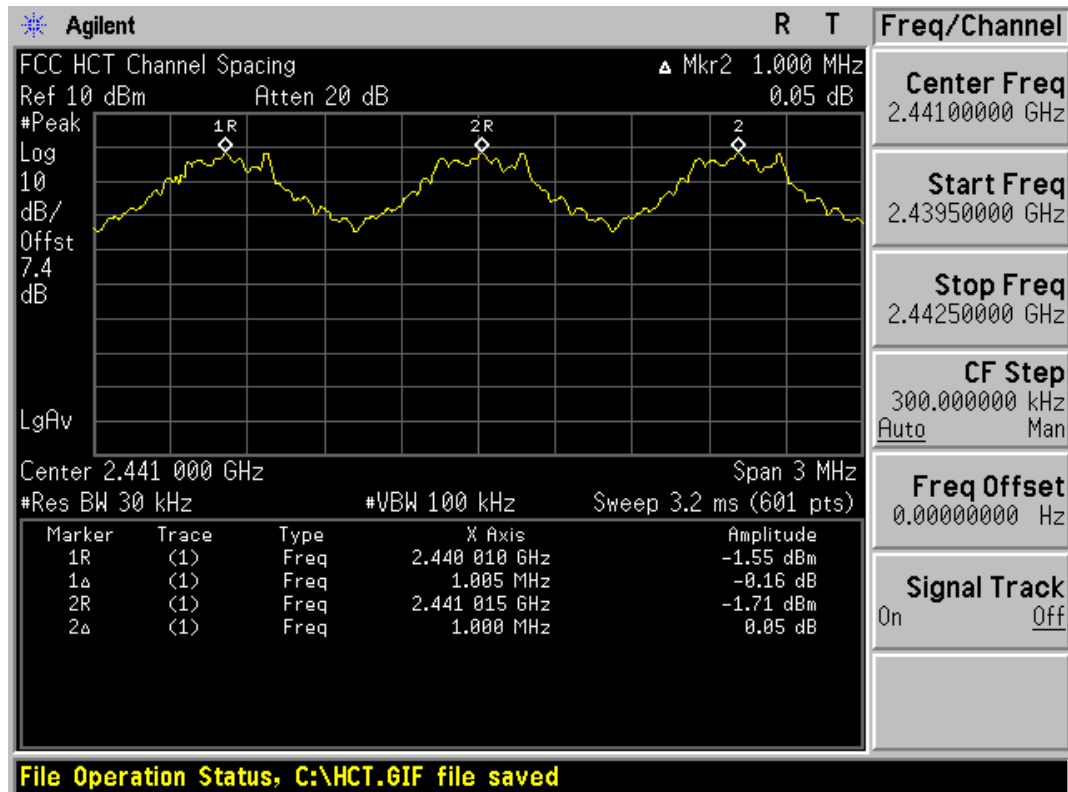 Agilent R T Freq/Channel
FCC HCT Channel Spacing ▵ Mkr2 1.000 MHz
Ref 10 dBm Atten 20 dB 0.05 dB
#Peak
Log
10
dB/
Offst
7.4
dB
LgAv
1R 2R 2
Center 2.441 000 GHz Span 3 MHz
#Res BW 30 kHz #VBW 100 kHz Sweep 3.2 ms (601 pts)
Marker Trace Type X Axis Amplitude
1R (1) Freq 2.440 010 GHz -1.55 dBm
1▵ (1) Freq 1.005 MHz -0.16 dB
2R (1) Freq 2.441 015 GHz -1.71 dBm
2▵ (1) Freq 1.000 MHz 0.05 dB
Center Freq
2.44100000 GHz
Start Freq
2.43950000 GHz
Stop Freq
2.44250000 GHz
CF Step
300.000000 kHz
Auto Man
Freq Offset
0.00000000 Hz
Signal Track
On Off
File Operation Status, C:\HCT.GIF file saved